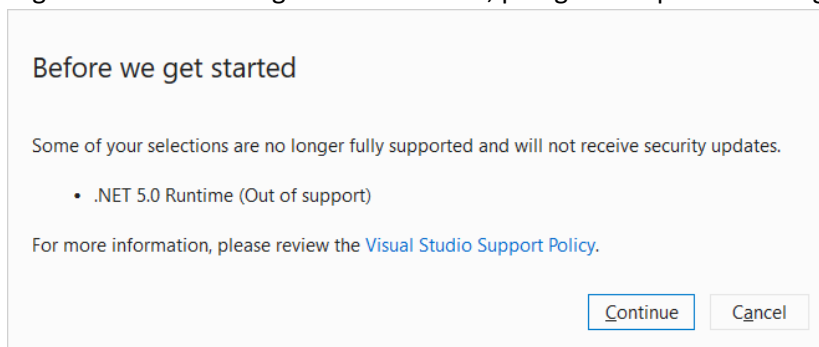 Before we get started
Some of your selections are no longer fully supported and will not receive security updates.
• .NET 5.0 Runtime (Out of support)
For more information, please review the Visual Studio Support Policy.
Continue Cancel